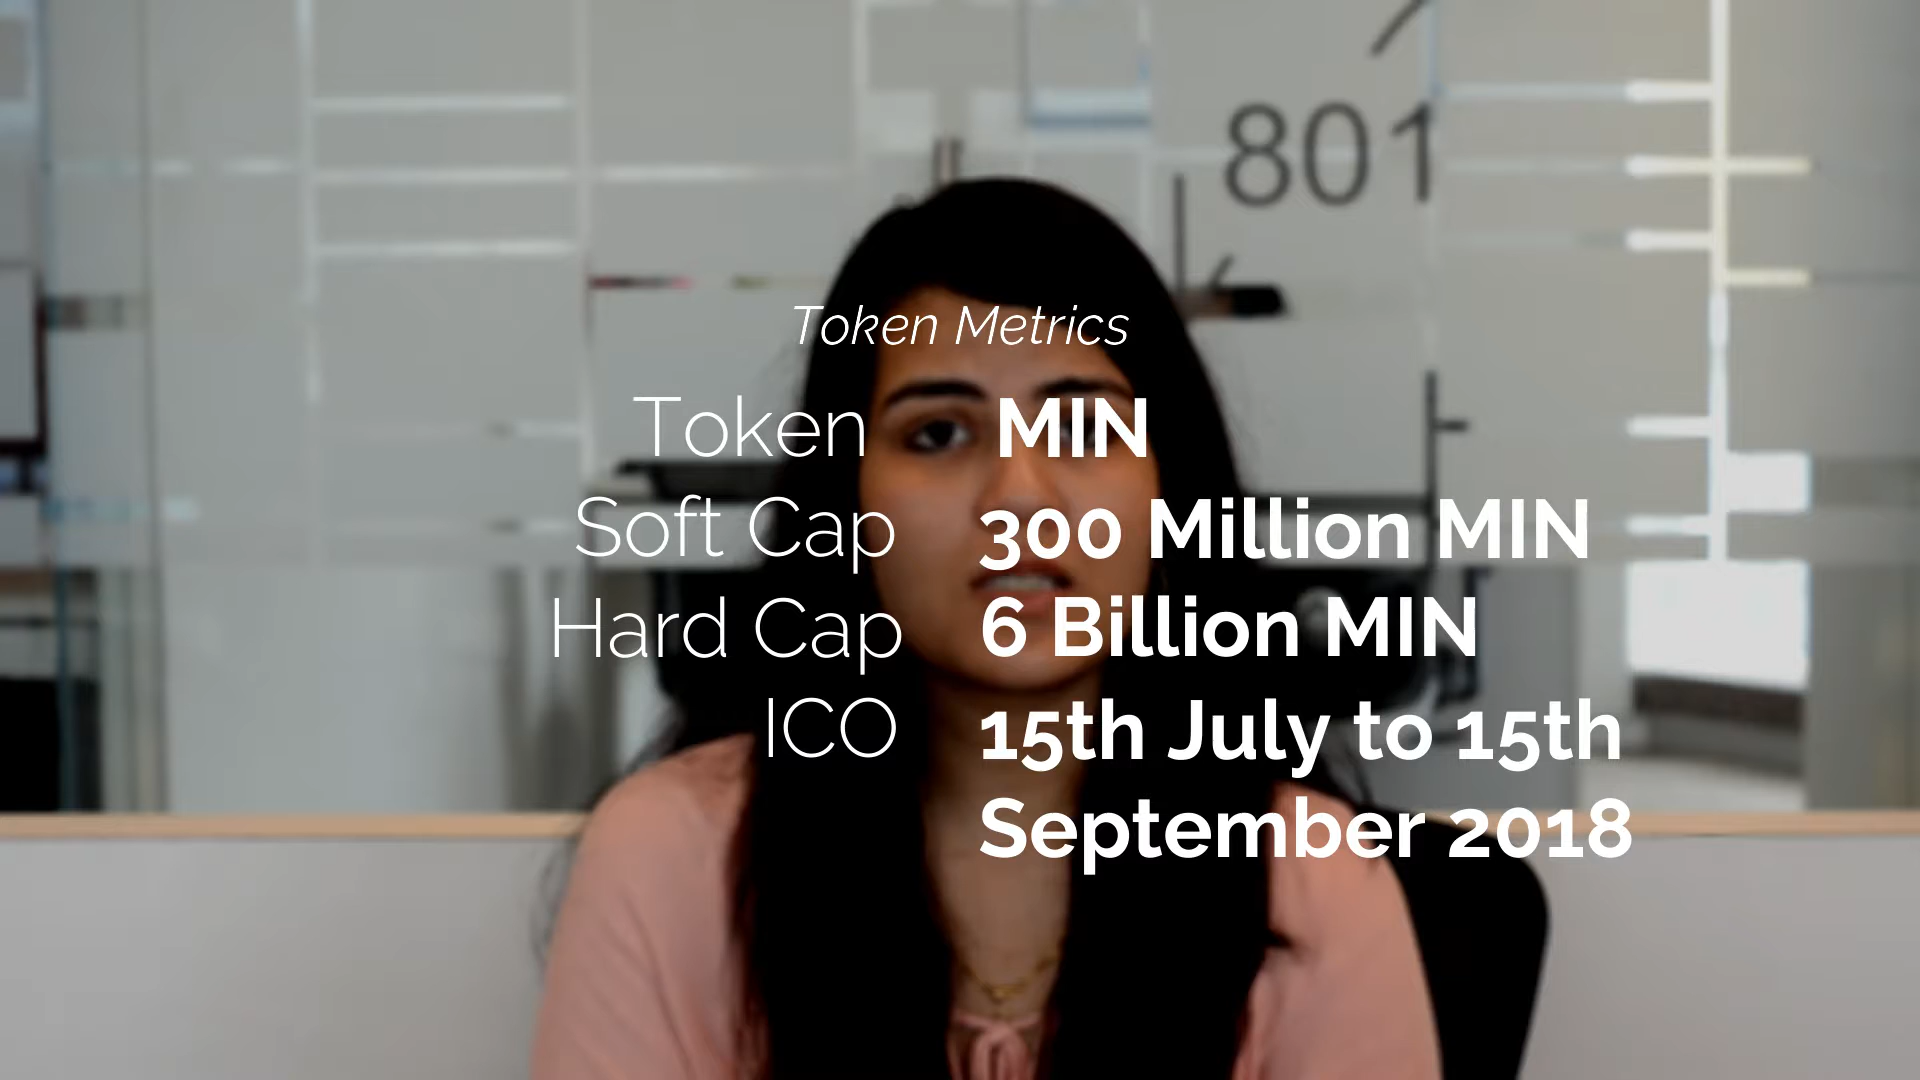 801
Token Metrics
Token MIN
Soft Cap 300 Million MIN
Hard Cap 6 Billion MIN
ICO 15th July to 15th
September 2018